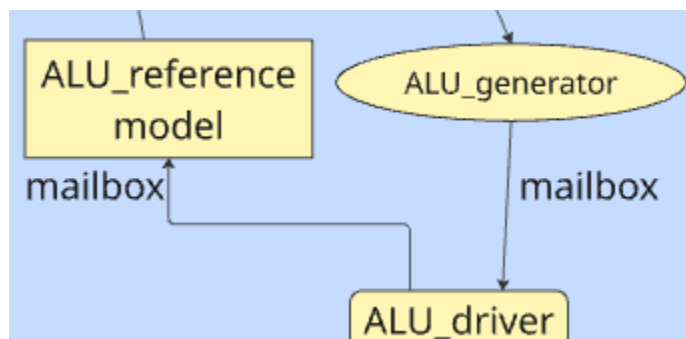 ALU_reference
model
ALU_generator
mailbox
mailbox
ALU_driver